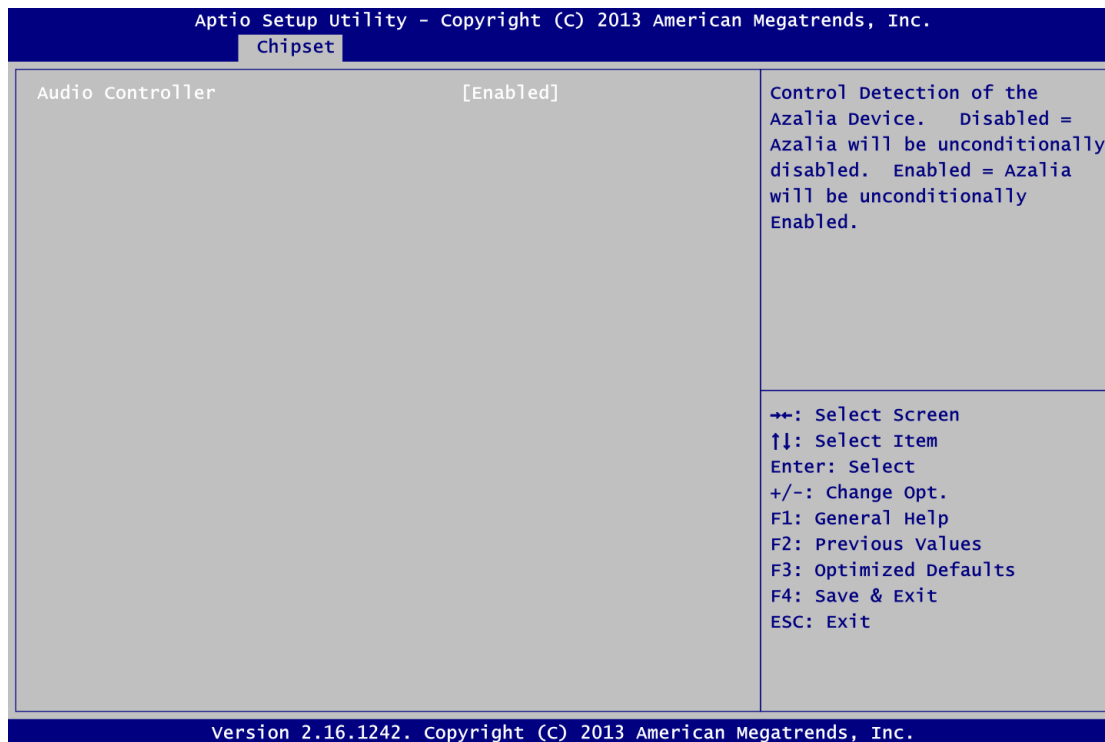 Aptio Setup Utility - Copyright (C) 2013 American Megatrends, Inc.
Chipset
Audio Controller [Enabled]
Control Detection of the
Azalia Device. Disabled =
Azalia will be unconditionally
disabled. Enabled = Azalia
will be unconditionally
Enabled.
→←: Select Screen
↑↓: Select Item
Enter: Select
+/-: Change Opt.
F1: General Help
F2: Previous Values
F3: Optimized Defaults
F4: Save & Exit
ESC: Exit
Version 2.16.1242. Copyright (C) 2013 American Megatrends, Inc.